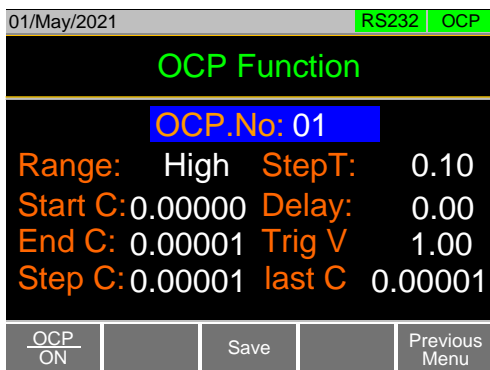 01/May/2021 RS232 OCP
OCP Function
OCP.No: 01
Range: High StepT: 0.10
Start C: 0.00000 Delay: 0.00
End C: 0.00001 Trig V 1.00
Step C: 0.00001 last C 0.00001
OCP Save Previous
ON Menu